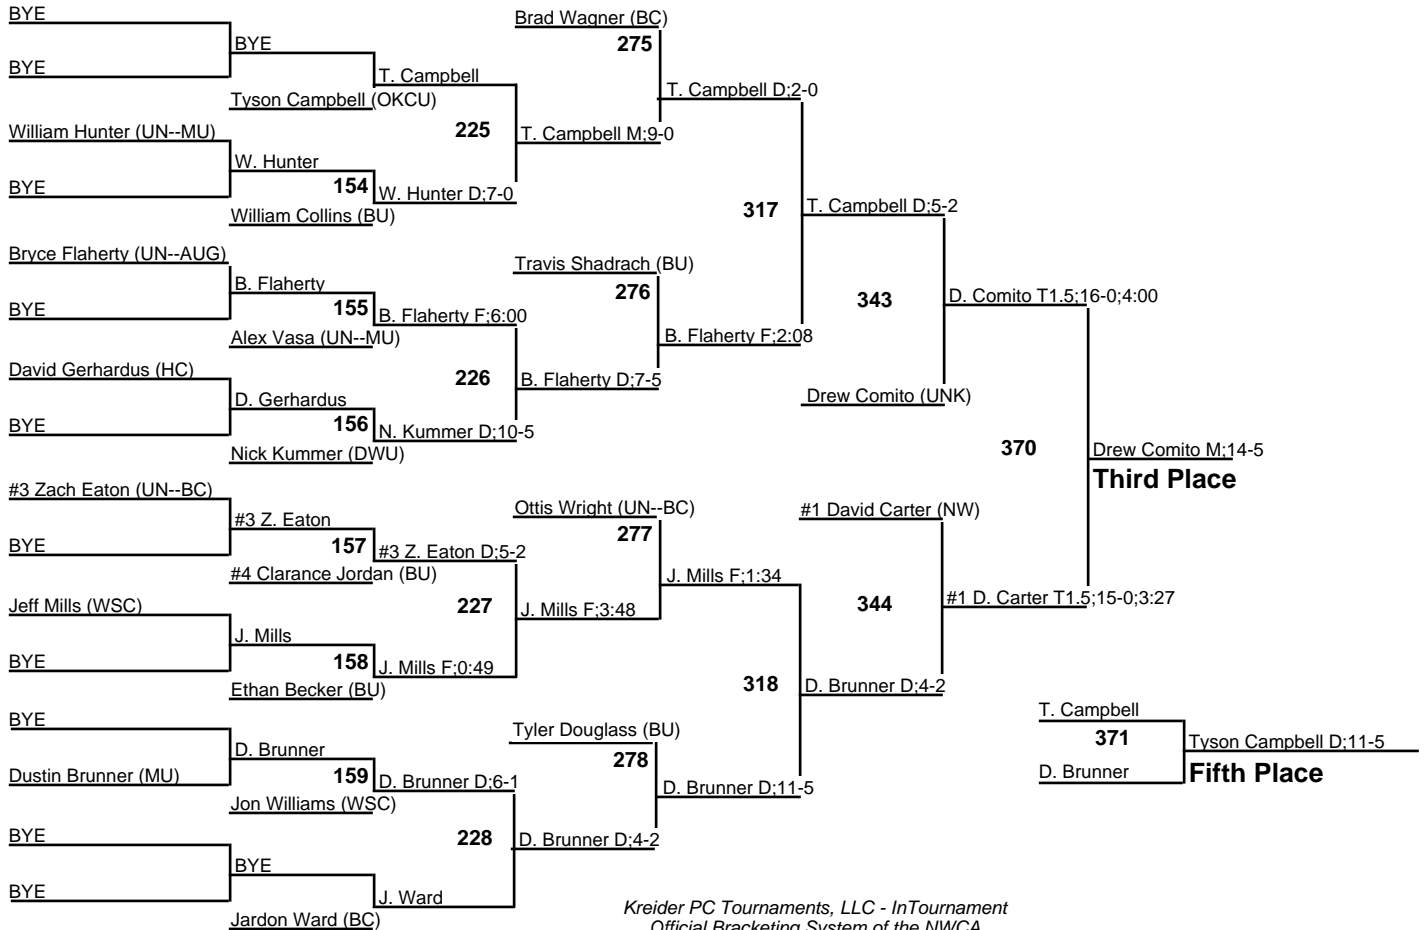 BYE
Brad Wagner (BC)
BYE
275
BYE
T. Campbell
T. Campbell D;2-0
Tyson Campbell (OKCU)
William Hunter (UN--MU)
225
T. Campbell M;9-0
W. Hunter
154
W. Hunter D;7-0
BYE
317
T. Campbell D;5-2
William Collins (BU)
Bryce Flaherty (UN--AUG)
Travis Shadrach (BU)
B. Flaherty
276
343
D. Comito T1.5;16-0;4:00
BYE
155
B. Flaherty F;6:00
Alex Vasa (UN--MU)
B. Flaherty F;2:08
David Gerhardus (HC)
226
B. Flaherty D;7-5
D. Gerhardus
Drew Comito (UNK)
BYE
156
N. Kummer D;10-5
370
Drew Comito M;14-5
Nick Kummer (DWU)
Third Place
#3 Zach Eaton (UN--BC)
Ottis Wright (UN--BC)
#1 David Carter (NW)
#3 Z. Eaton
277
BYE
157
#3 Z. Eaton D;5-2
#4 Clarance Jordan (BU)
J. Mills F;1:34
Jeff Mills (WSC)
227
J. Mills F;3:48
344
#1 D. Carter T1.5;15-0;3:27
J. Mills
BYE
158
J. Mills F;0:49
Ethan Becker (BU)
318
D. Brunner D;4-2
BYE
T. Campbell
Tyler Douglass (BU)
371
Tyson Campbell D;11-5
D. Brunner
278
Dustin Brunner (MU)
159
D. Brunner D;6-1
D. Brunner D;11-5
D. Brunner
Fifth Place
Jon Williams (WSC)
BYE
228
D. Brunner D;4-2
BYE
BYE
J. Ward
Jardon Ward (BC)
Kreider PC Tournaments, LLC - InTournament
Official Bracketing System of the NWCA